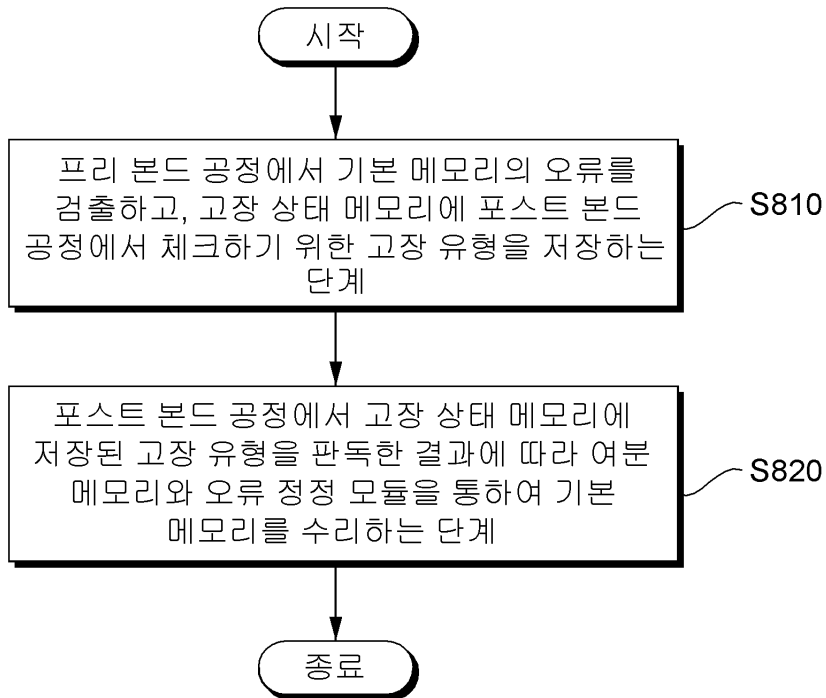 시작
프리 본드 공정에서 기본 메모리의 오류를
검출하고, 고장 상태 메모리에 포스트 본드
공정에서 체크하기 위한 고장 유형을 저장하는
단계
S810
포스트 본드 공정에서 고장 상태 메모리에
저장된 고장 유형을 판독한 결과에 따라 여분
메모리와 오류 정정 모듈을 통하여 기본
메모리를 수리하는 단계
S820
종료